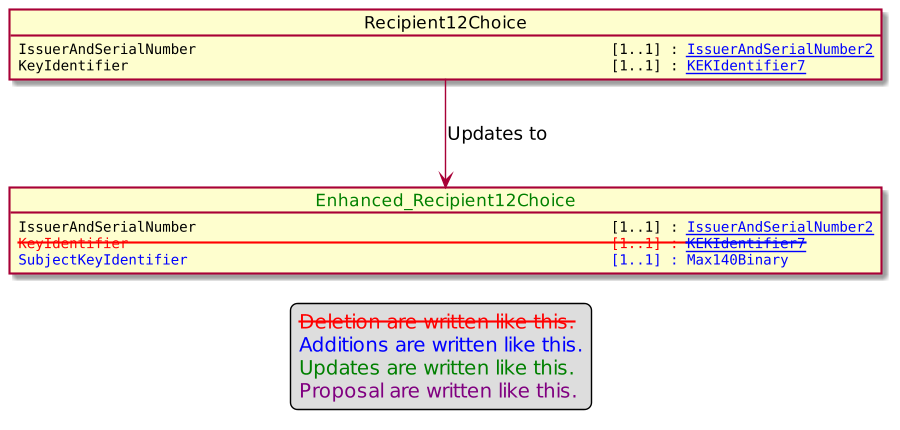 Recipient12Choice
IssuerAndSerialNumber [1..1] : IssuerAndSerialNumber2
KeyIdentifier [1..1] : KEKIdentifier7
Updates to
Enhanced_Recipient12Choice
IssuerAndSerialNumber [1..1] : IssuerAndSerialNumber2
KeyIdentifier [1..1] : KEKIdentifier7
SubjectKeyIdentifier [1..1] : Max140Binary
Deletion are written like this.
Additions are written like this.
Updates are written like this.
Proposal are written like this.